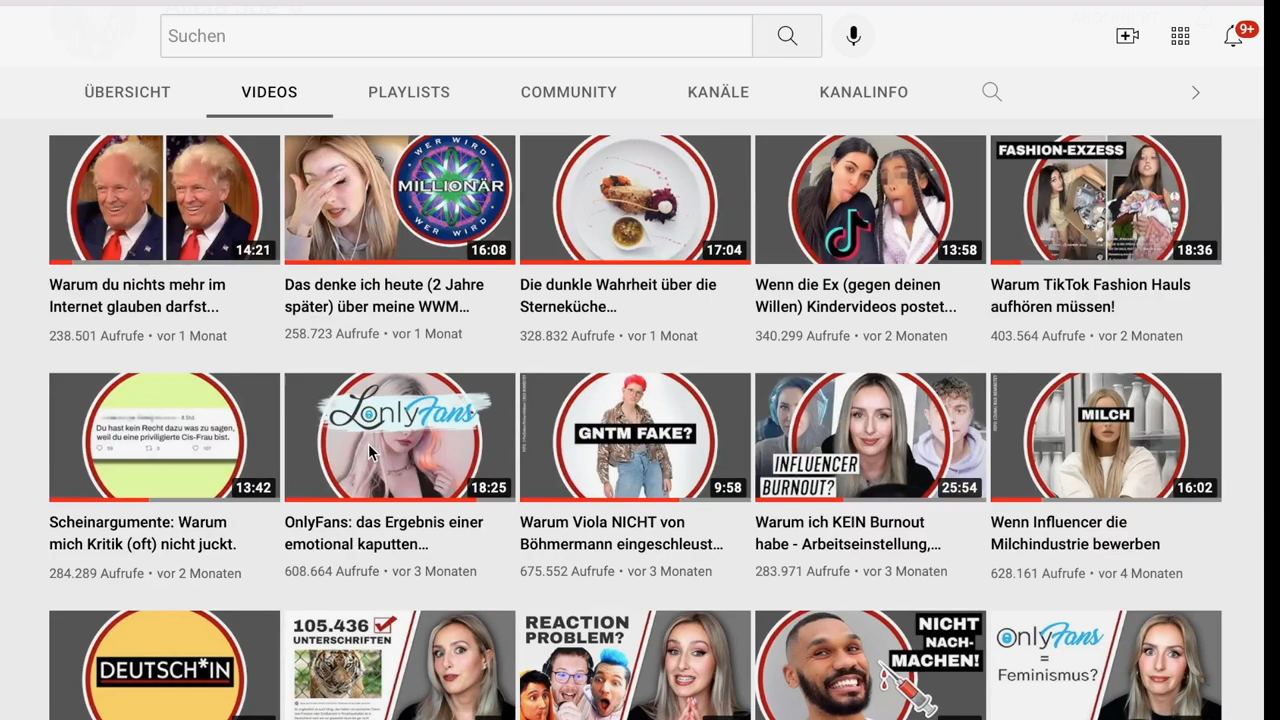 Suchen
9+
ÜBERSICHT
VIDEOS
PLAYLISTS
COMMUNITY
KANÄLE
KANALINFO
14:21
WER WIRD
MILLIONÄR
WER WIRD
16:08
17:04
13:58
FASHION-EXZESS
18:36
Warum du nichts mehr im
Internet glauben darfst...
238.501 Aufrufe • vor 1 Monat
Das denke ich heute (2 Jahre
später) über meine WWM…
258.723 Aufrufe • vor 1 Monat
Die dunkle Wahrheit über die
Sterneküche…
328.832 Aufrufe • vor 1 Monat
Wenn die Ex (gegen deinen
Willen) Kindervideos postet...
340.299 Aufrufe • vor 2 Monaten
Warum TikTok Fashion Hauls
aufhören müssen!
403.564 Aufrufe • vor 2 Monaten
8 Std.
Du hast kein Recht dazu was zu sagen,
weil du eine priviligierte Cis-Frau bist.
13:42
LonlyFans
18:25
GNTM FAKE?
9:58
INFLUENCER
BURNOUT?
25:54
MILCH
16:02
Scheinargumente: Warum
mich Kritik (oft) nicht juckt.
284.289 Aufrufe • vor 2 Monaten
OnlyFans: das Ergebnis einer
emotional kaputten…
608.664 Aufrufe • vor 3 Monaten
Warum Viola NICHT von
Böhmermann eingeschleust…
675.552 Aufrufe • vor 3 Monaten
Warum ich KEIN Burnout
habe - Arbeitseinstellung,…
283.971 Aufrufe • vor 3 Monaten
Wenn Influencer die
Milchindustrie bewerben
628.161 Aufrufe • vor 4 Monaten
DEUTSCH*IN
105.436
UNTERSCHRIFTEN
REACTION
PROBLEM?
NICHT
NACH-
MACHEN!
OnlyFans
=
Feminismus?